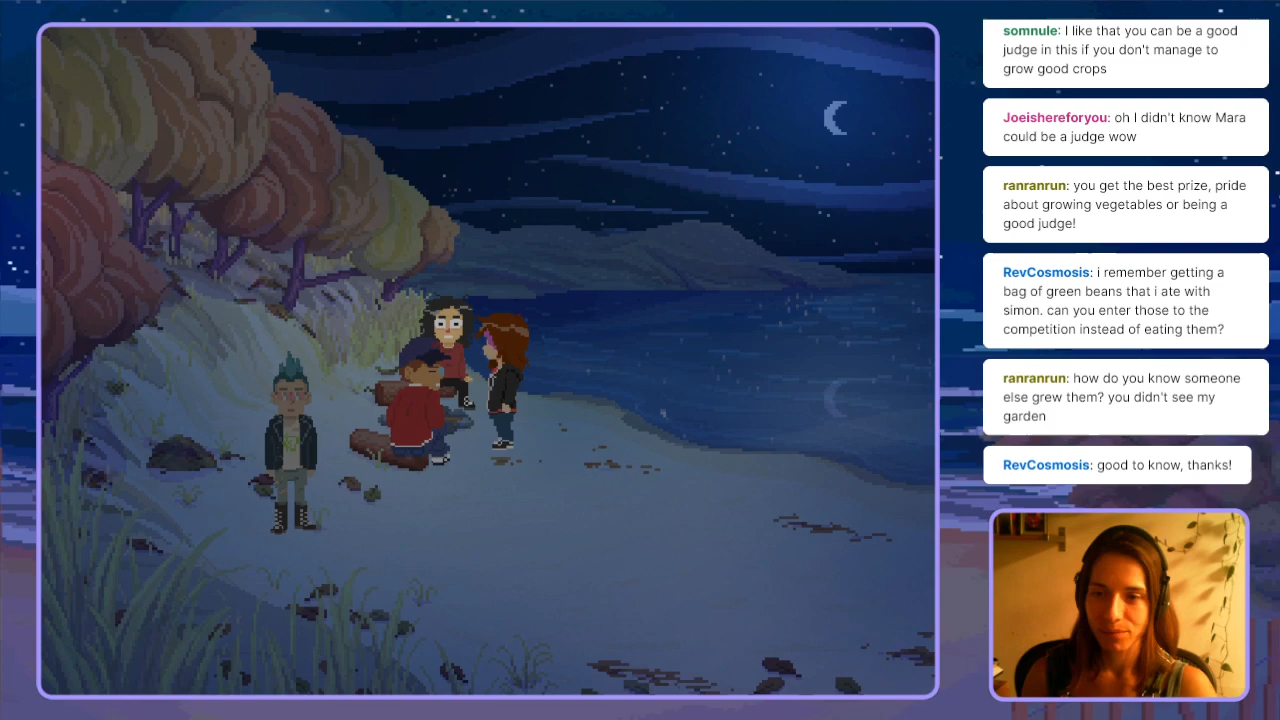 somnule: I like that you can be a good
judge in this if you don't manage to
grow good crops
Joeishereforyou: oh I didn't know Mara
could be a judge wow
ranranrun: you get the best prize, pride
about growing vegetables or being a
good judge!
RevCosmosis: i remember getting a
bag of green beans that i ate with
simon. can you enter those to the
competition instead of eating them?
ranranrun: how do you know someone
else grew them? you didn't see my
garden
RevCosmosis: good to know, thanks!